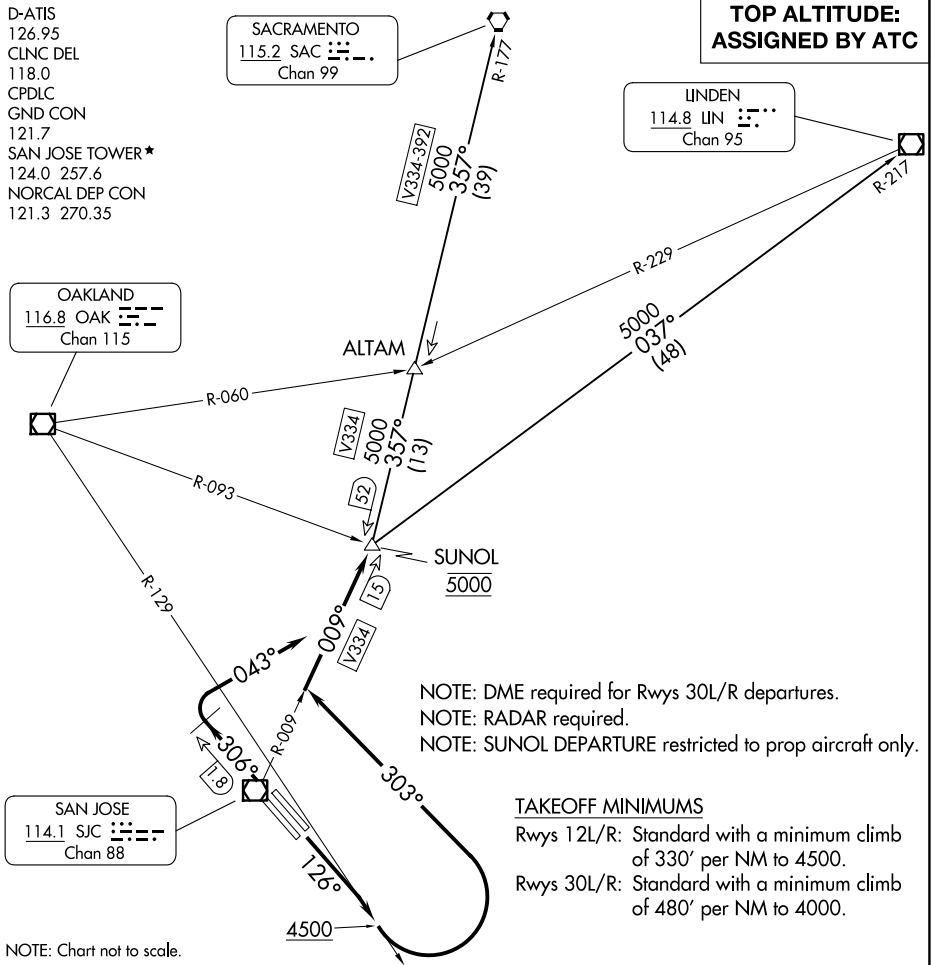 D-ATIS
126.95
CLNC DEL
118.0
CPDLC
GND CON
121.7
SAN JOSE TOWER★
124.0 257.6
NORCAL DEP CON
121.3 270.35
SACRAMENTO
115.2 SAC
Chan 99
R-177
TOP ALTITUDE:
ASSIGNED BY ATC
LINDEN
114.8 LIN
Chan 95
R-217
V334-392
5000
357°
(39)
R-229
5000
037°
(48)
OAKLAND
116.8 OAK
Chan 115
ALTAM
R-060
V334
5000
357°
(13)
R-093
52
SUNOL
5000
15
R-129
009°
V334
043°
R-009
306°
1.8
303°
NOTE: DME required for Rwys 30L/R departures.
NOTE: RADAR required.
NOTE: SUNOL DEPARTURE restricted to prop aircraft only.
SAN JOSE
114.1 SJC
Chan 88
126°
4500
TAKEOFF MINIMUMS
Rwys 12L/R: Standard with a minimum climb
of 330' per NM to 4500.
Rwys 30L/R: Standard with a minimum climb
of 480' per NM to 4000.
NOTE: Chart not to scale.